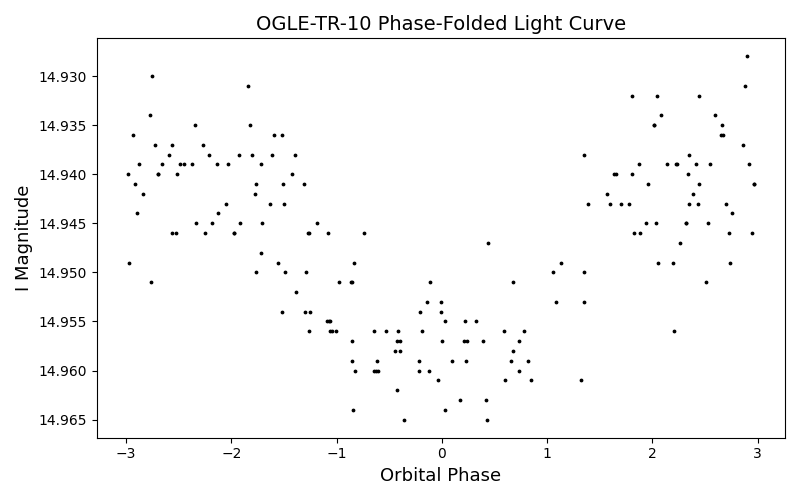 OGLE-TR-10 Phase-Folded Light Curve
I Magnitude
14.930
14.935
14.940
14.945
14.950
14.955
14.960
14.965
−3 −2 −1 0 1 2 3
Orbital Phase